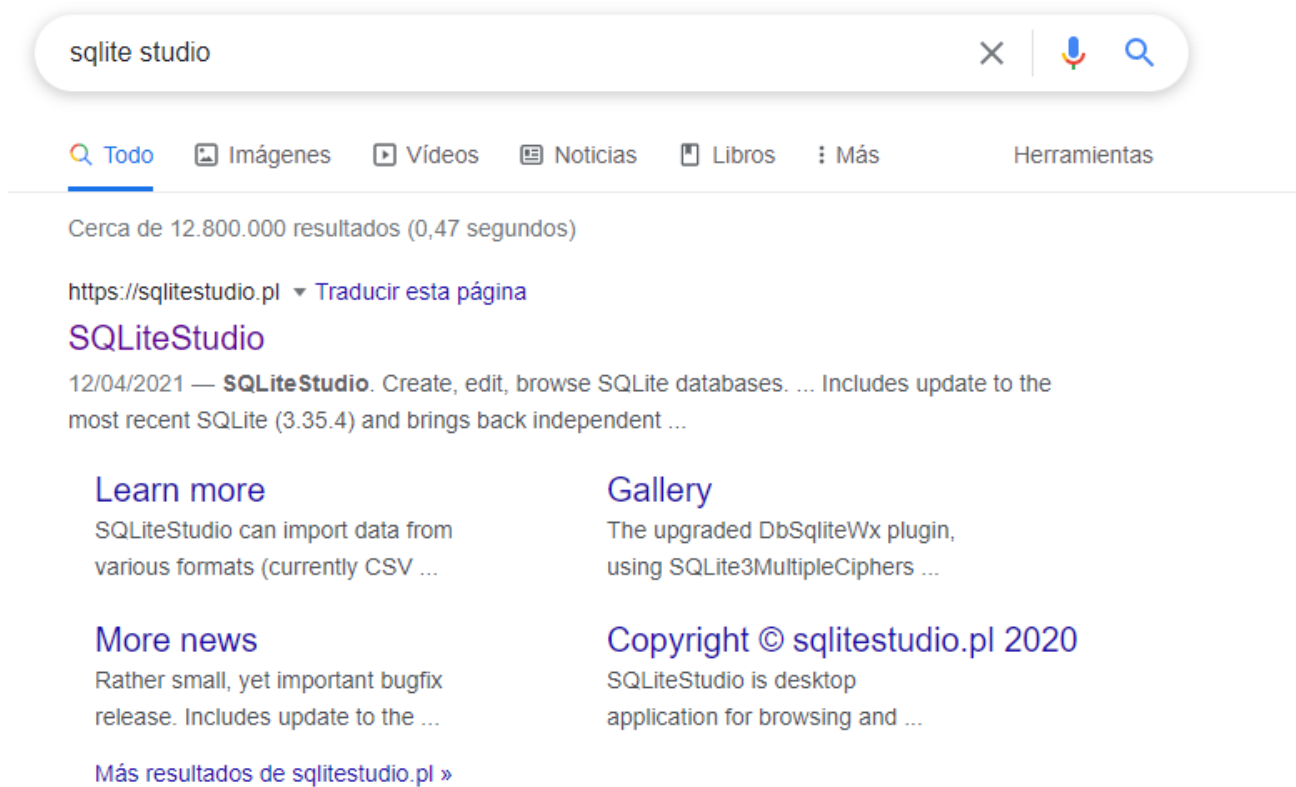 sqlite studio
Todo Imágenes Vídeos Noticias Libros Más Herramientas
Cerca de 12.800.000 resultados (0,47 segundos)
https://sqlitestudio.pl Traducir esta página
SQLiteStudio
12/04/2021 — SQLiteStudio. Create, edit, browse SQLite databases. ... Includes update to the
most recent SQLite (3.35.4) and brings back independent ...
Learn more
SQLiteStudio can import data from
various formats (currently CSV ...
Gallery
The upgraded DbSqliteWx plugin,
using SQLite3MultipleCiphers ...
More news
Rather small, yet important bugfix
release. Includes update to the ...
Copyright © sqlitestudio.pl 2020
SQLiteStudio is desktop
application for browsing and ...
Más resultados de sqlitestudio.pl »